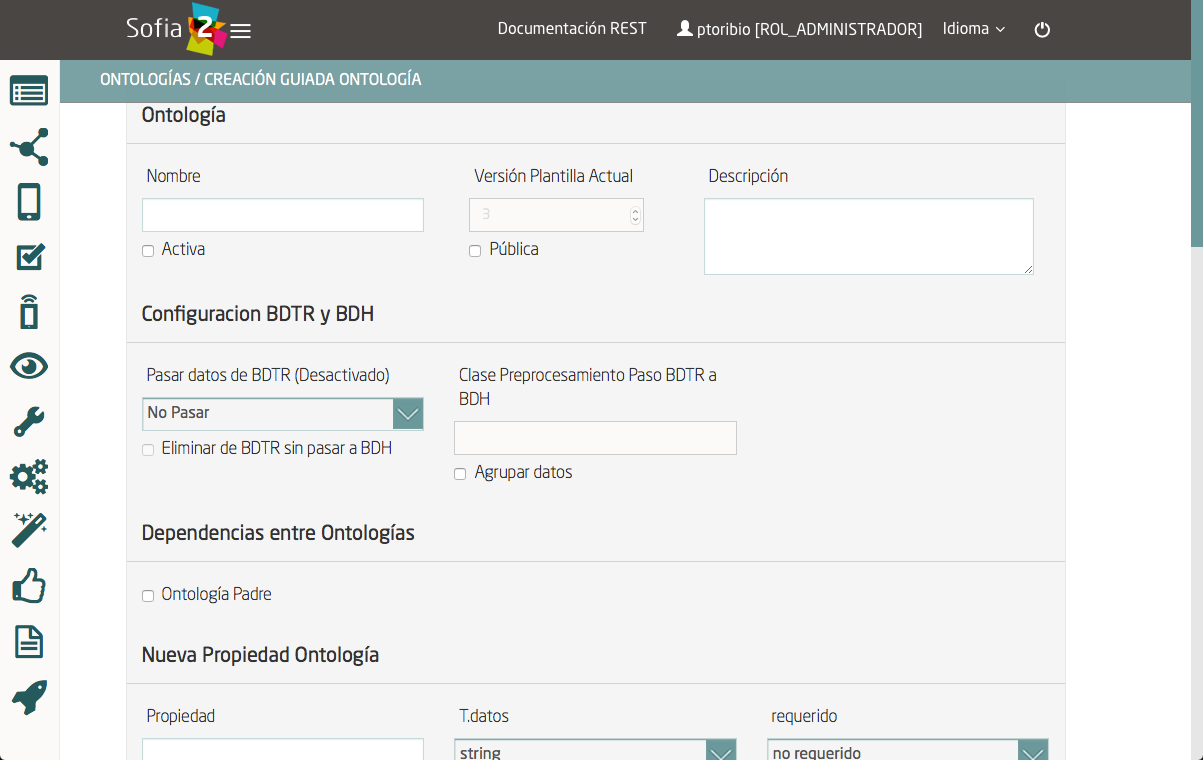 Sofia 2
Documentación REST
ptoribio [ROL_ADMINISTRADOR]
Idioma
ONTOLOGÍAS / CREACIÓN GUIADA ONTOLOGÍA
Ontología
Nombre
Versión Plantilla Actual
Descripción
3
Activa
Pública
Configuracion BDTR y BDH
Pasar datos de BDTR (Desactivado)
Clase Preprocesamiento Paso BDTR a
BDH
No Pasar
Eliminar de BDTR sin pasar a BDH
Agrupar datos
Dependencias entre Ontologías
Ontología Padre
Nueva Propiedad Ontología
Propiedad
T.datos
requerido
string
no requerido